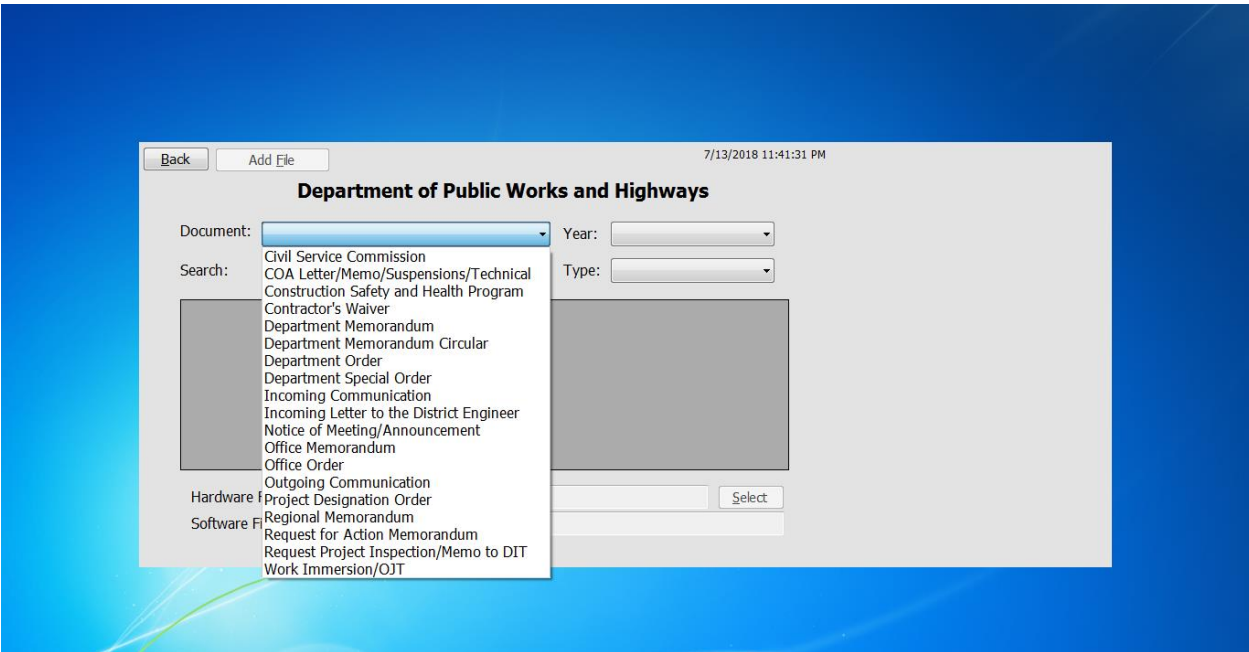 Back Add File 7/13/2018 11:41:31 PM
Department of Public Works and Highways
Document: Year:
Search: Type:
Civil Service Commission
COA Letter/Memo/Suspensions/Technical
Construction Safety and Health Program
Contractor's Waiver
Department Memorandum
Department Memorandum Circular
Department Order
Department Special Order
Incoming Communication
Incoming Letter to the District Engineer
Notice of Meeting/Announcement
Office Memorandum
Office Order
Outgoing Communication
Project Designation Order
Regional Memorandum
Request for Action Memorandum
Request Project Inspection/Memo to DIT
Work Immersion/OJT
Hardware Select
Software